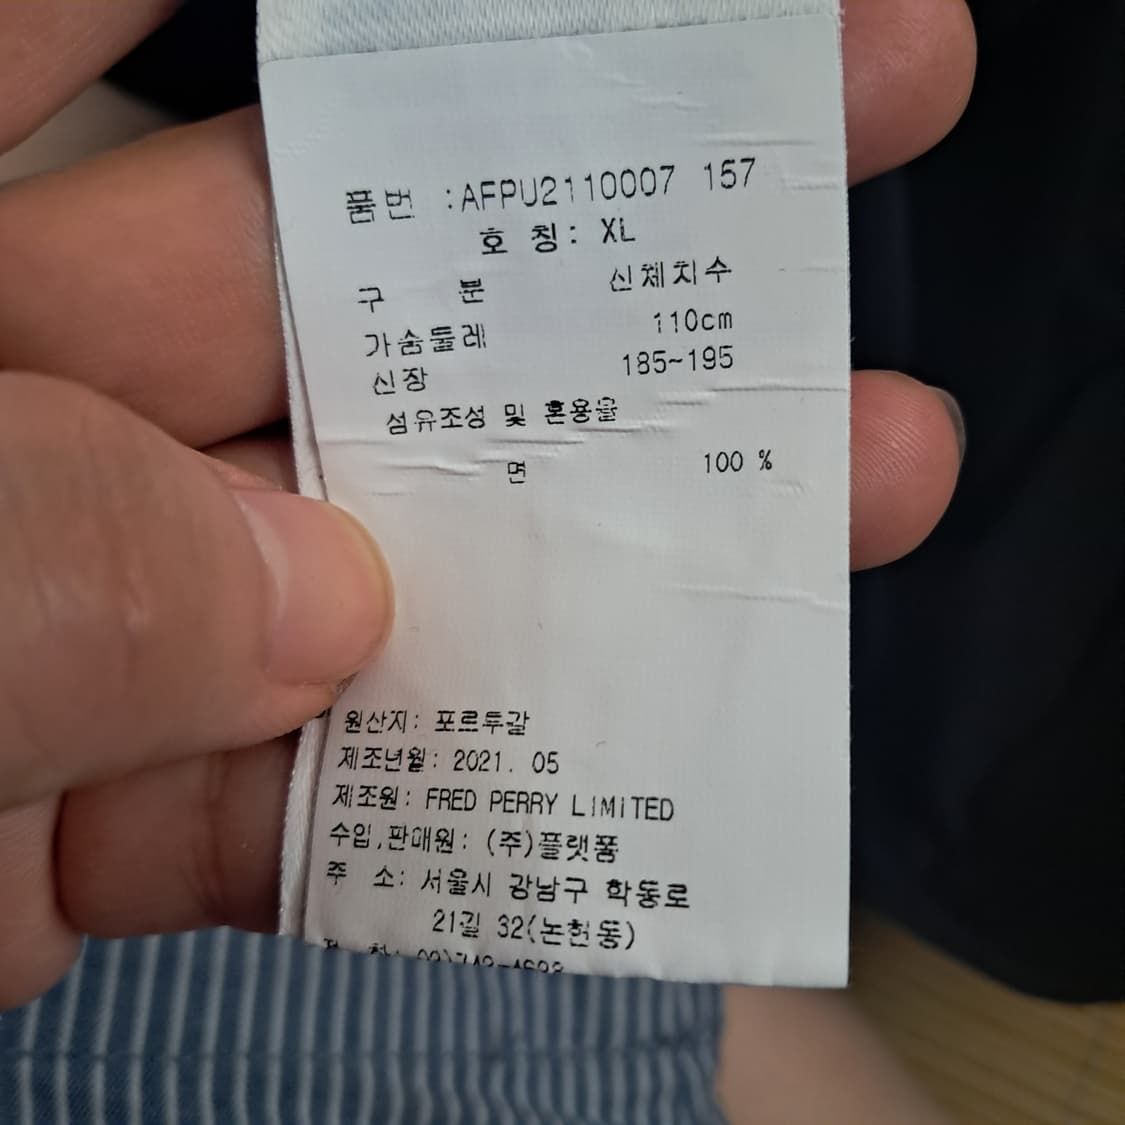 품번 :AFPU2110007 157
호 칭: XL
구 분 신체치수
가슴둘레 110cm
신장 185~195
섬유조성 및 혼용율
면 100 %
원산지: 포르투갈
제조년월: 2021. 05
제조원: FRED PERRY LIMITED
수입,판매원: (주)플랫폼
주 소: 서울시 강남구 학동로
21길 32(논현동)